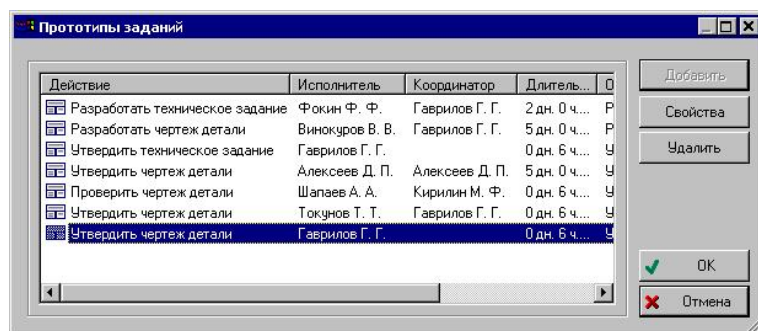 Прототипы заданий
Действие Исполнитель Координатор Длитель... О
Разработать техническое задание Фокин Ф. Ф. Гаврилов Г. Г. 2 дн. 0 ч.... Р
Разработать чертеж детали Винокуров В. В. Гаврилов Г. Г. 5 дн. 0 ч.... Р
Утвердить техническое задание Гаврилов Г. Г. 0 дн. 6 ч.... У
Утвердить чертеж детали Алексеев Д. П. Алексеев Д. П. 5 дн. 0 ч.... У
Проверить чертеж детали Шапаев А. А. Кирилин М. Ф. 0 дн. 6 ч.... У
Утвердить чертеж детали Токунов Т. Т. Гаврилов Г. Г. 0 дн. 6 ч.... У
Утвердить чертеж детали Гаврилов Г. Г. 0 дн. 6 ч.... У
Добавить
Свойства
Удалить
OK
Отмена